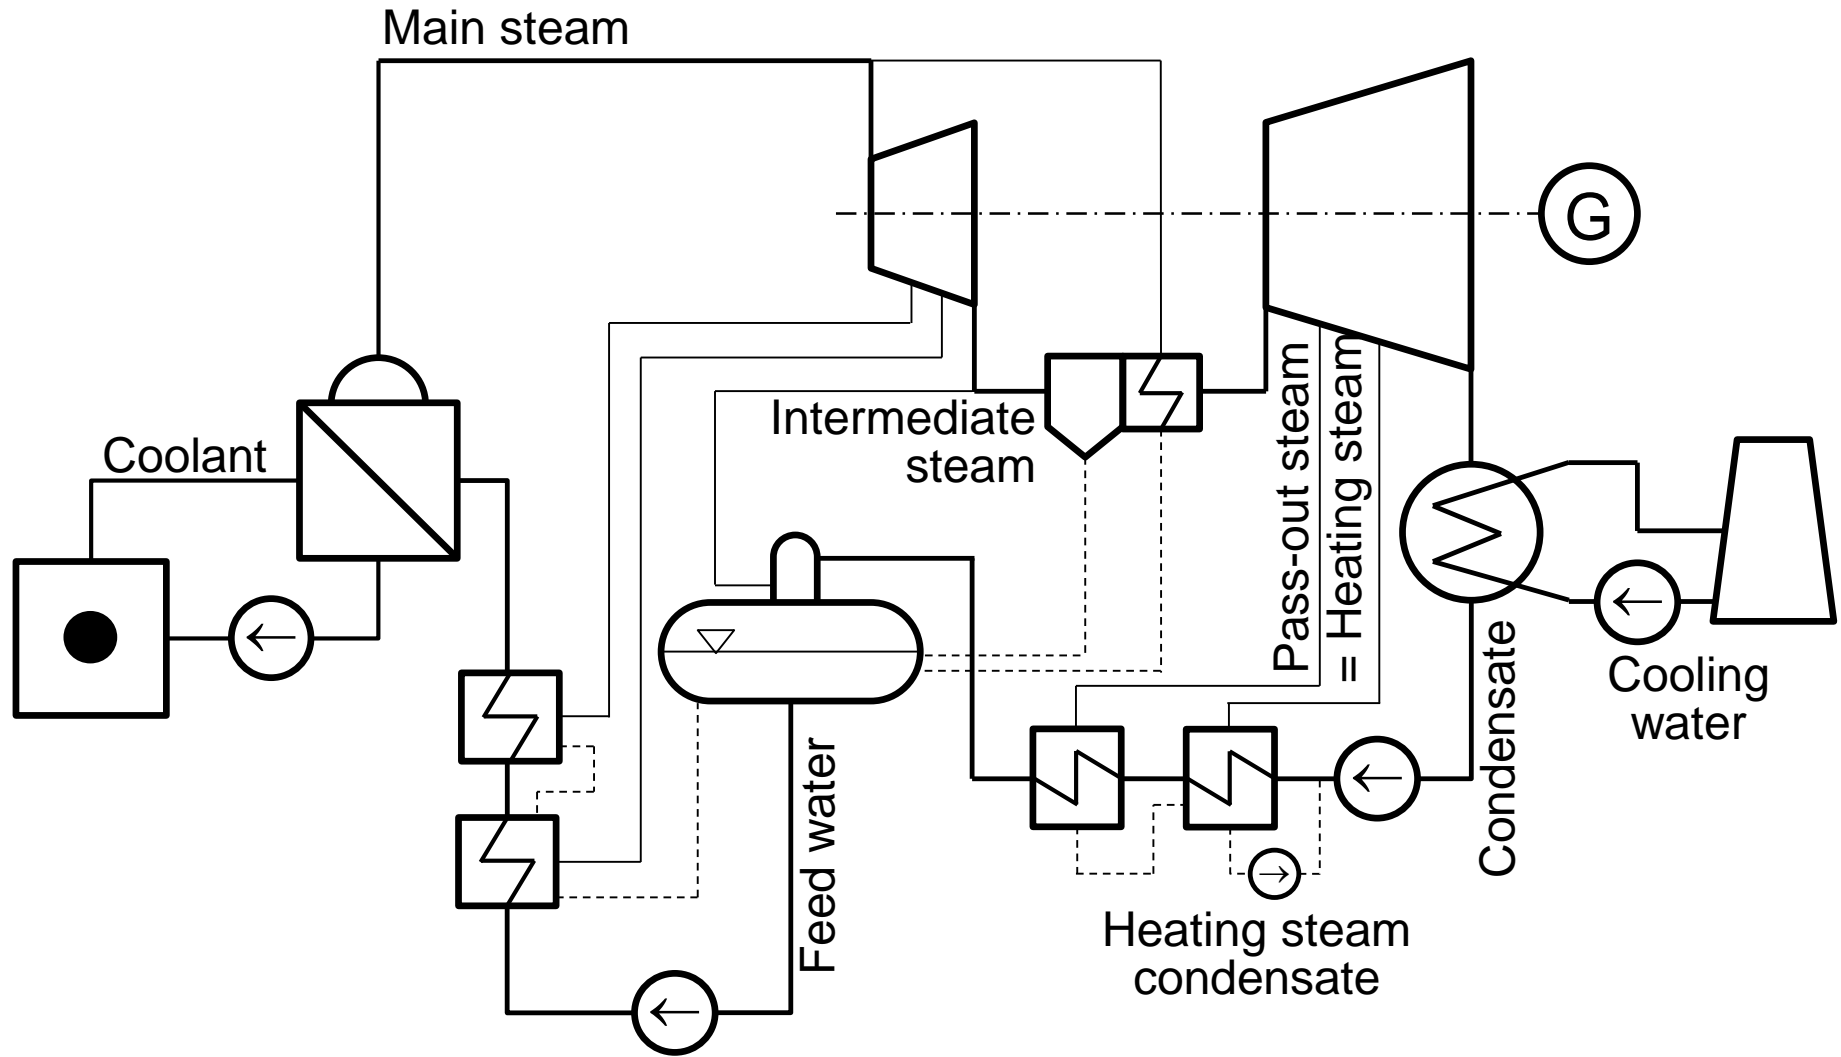 Main steam
G
Intermediate
steam
Pass-out steam
= Heating steam
Coolant
Condensate
Cooling
water
Feed water
Heating steam
condensate